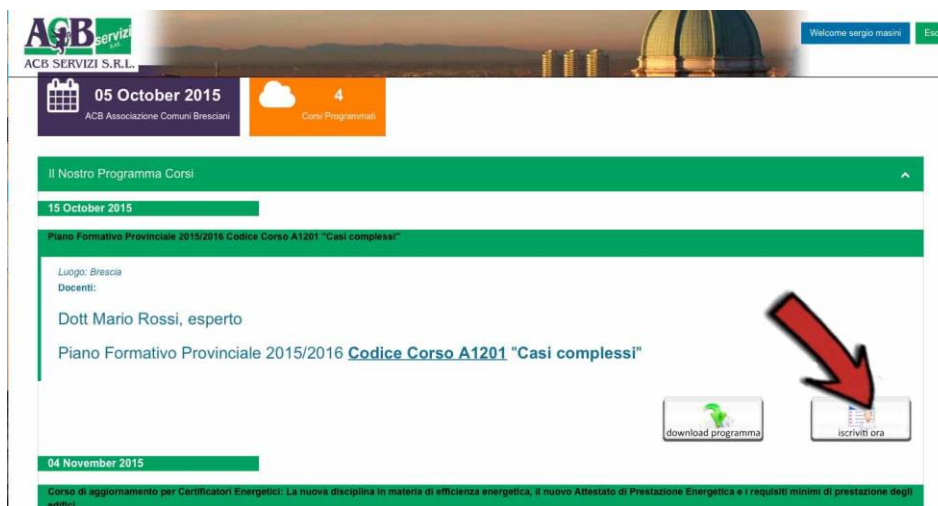 ACB servizi
S.R.L.
ACB SERVIZI S.R.L.
Welcome sergio masini
Esc
05 October 2015
ACB Associazione Comuni Bresciani
4
Corsi Programmati
Il Nostro Programma Corsi
15 October 2015
Piano Formativo Provinciale 2015/2016 Codice Corso A1201 "Casi complessi"
Luogo: Brescia
Docenti:
Dott Mario Rossi, esperto
Piano Formativo Provinciale 2015/2016 Codice Corso A1201 "Casi complessi"
download programma
iscriviti ora
04 November 2015
Corso di aggiornamento per Certificatori Energetici: La nuova disciplina in materia di efficienza energetica, il nuovo Attestato di Prestazione Energetica e i requisiti minimi di prestazione degli
edifici